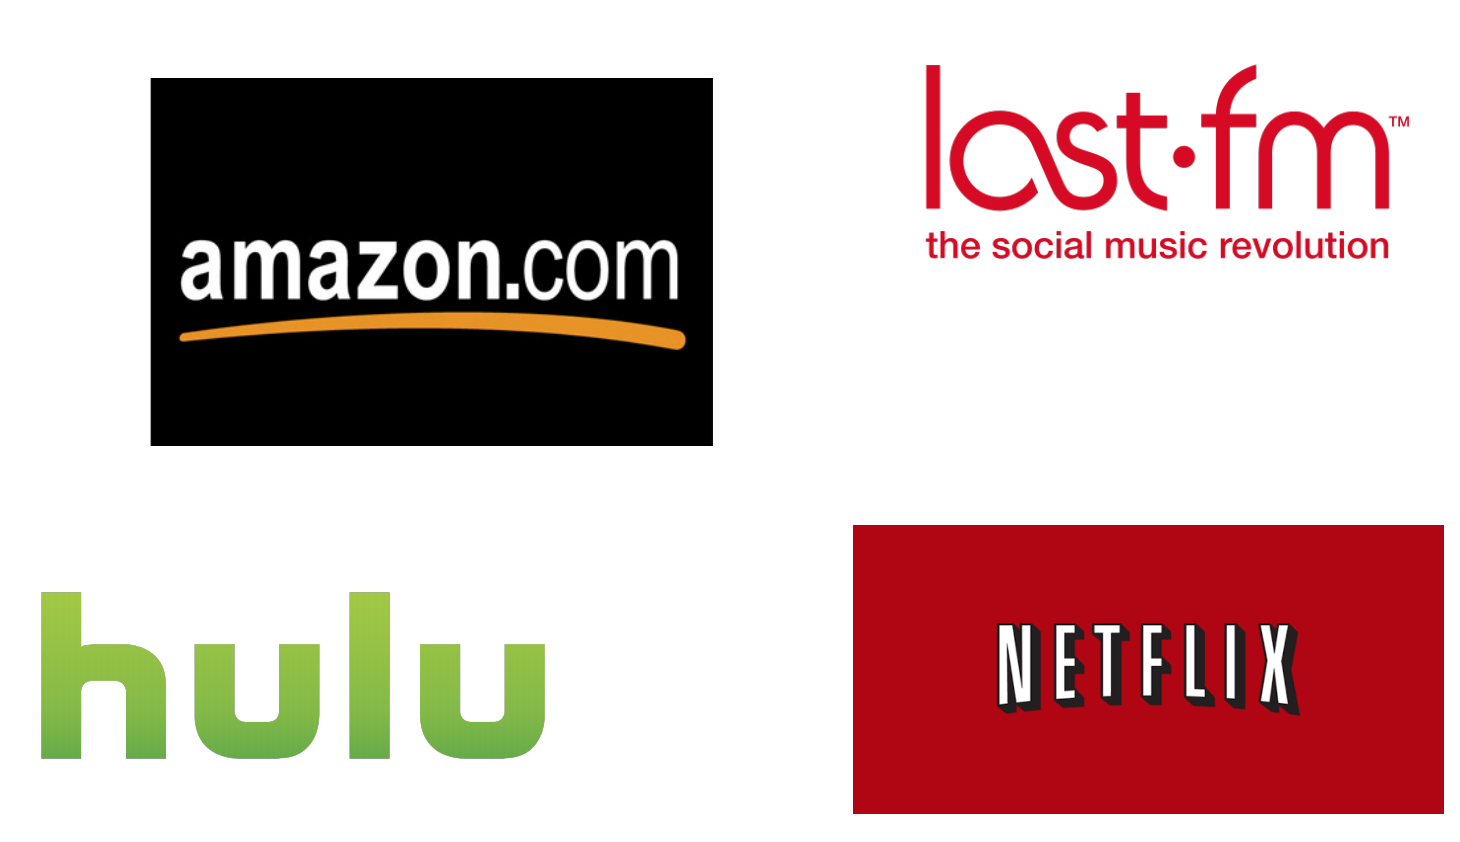 amazon.com
last.fm™
the social music revolution
hulu
NETFLIX